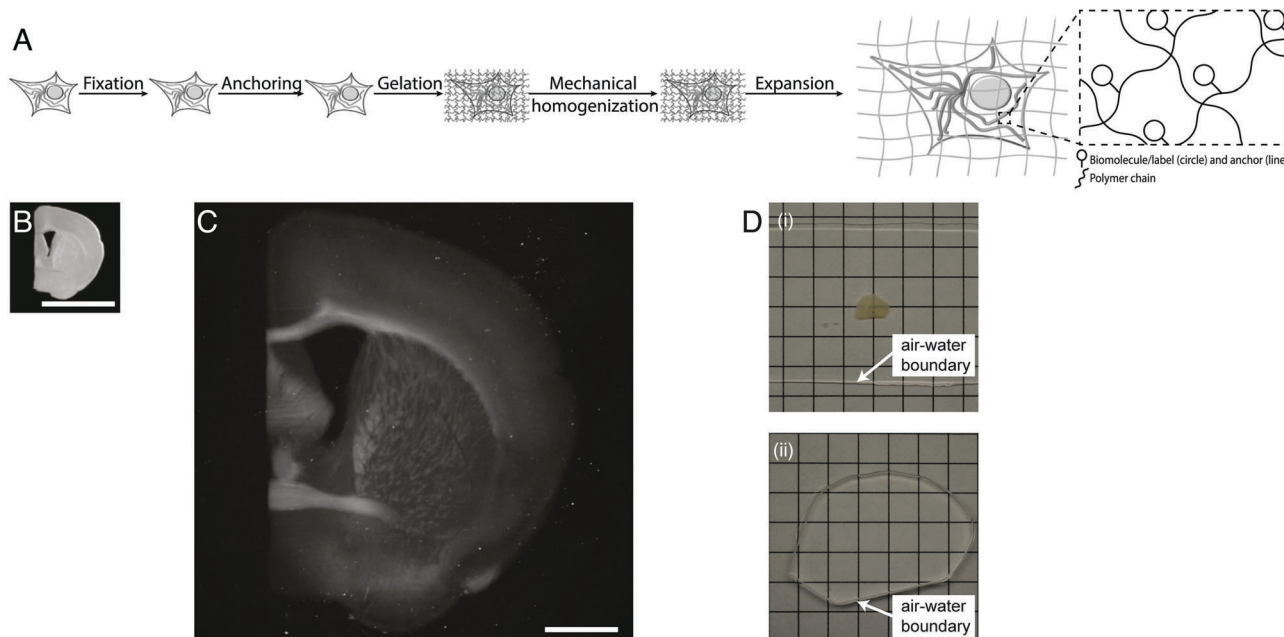 A
Fixation
Anchoring
Gelation
Mechanical
homogenization
Expansion
Biomolecule/label (circle) and anchor (line
Polymer chain
B
C
D
(i)
air-water
boundary
(ii)
air-water
boundary